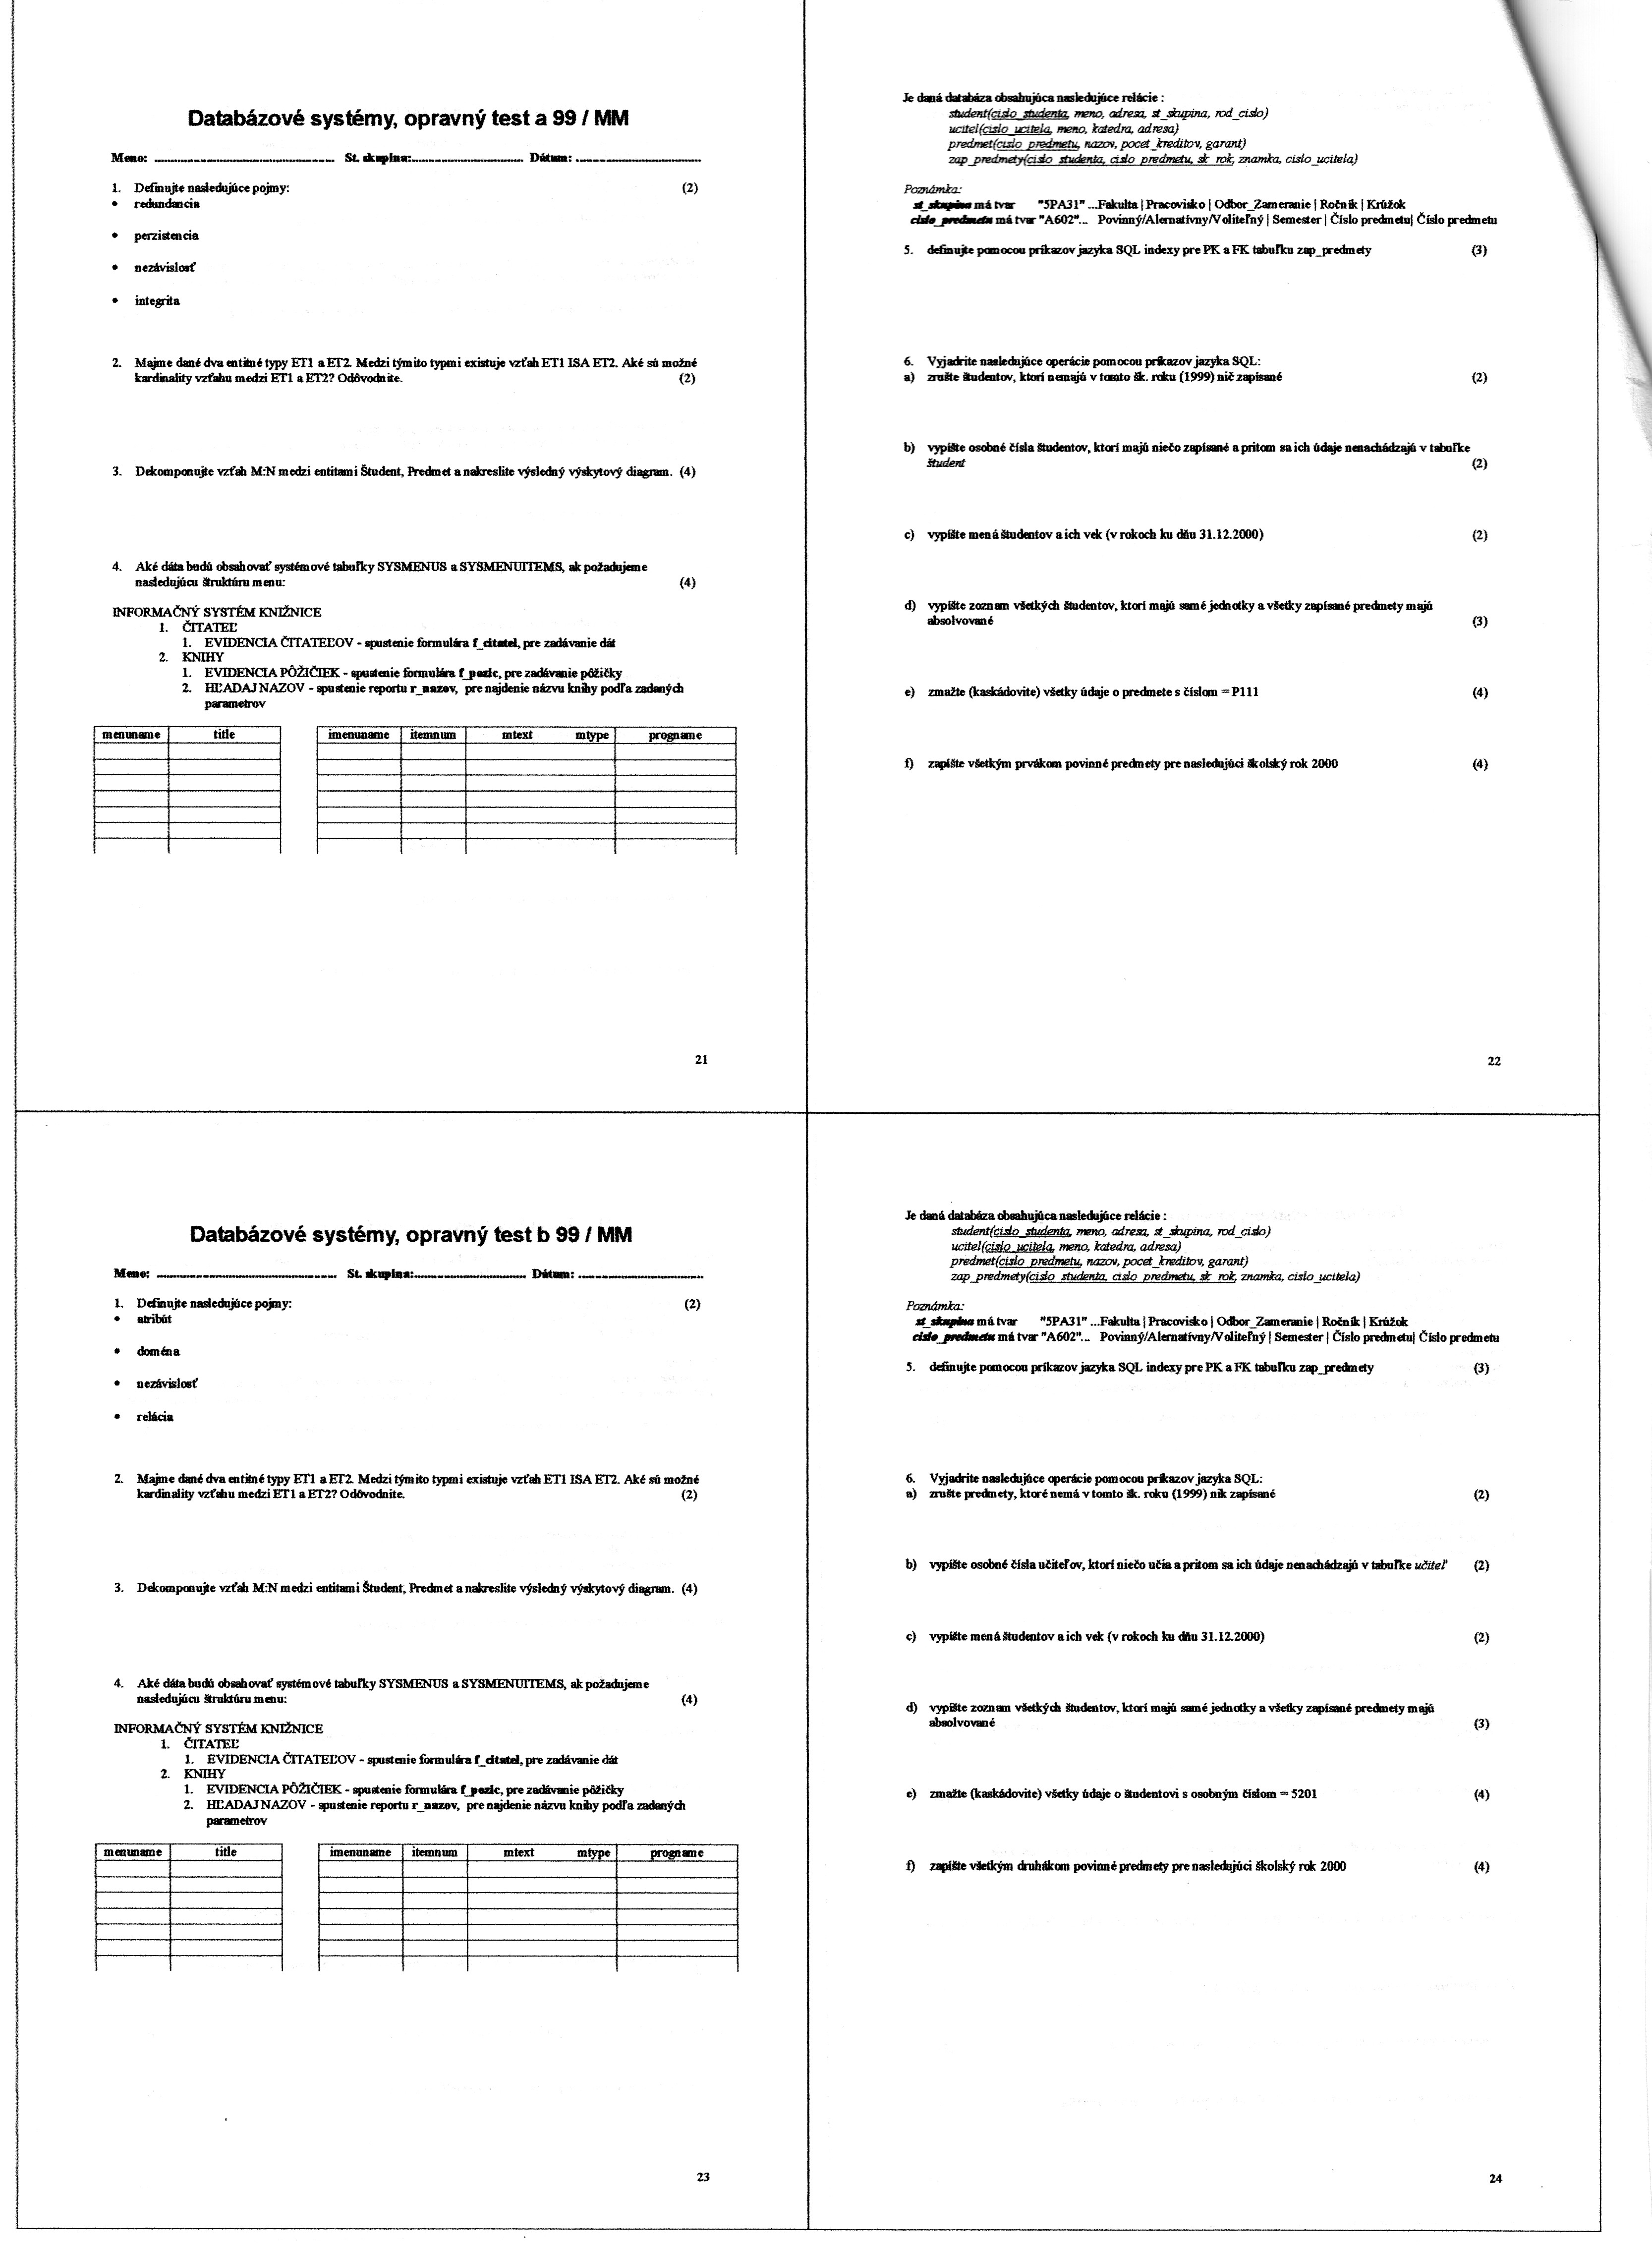 Databázové systémy, opravný test a 99 / MM
Meno: St. skupina: Dátum:
1. Definujte nasledujúce pojmy: (2)
• redundancia
• perzistencia
• nezávislosť
• integrita
2. Majme dané dva entitné typy ET1 a ET2. Medzi týmito typmi existuje vzťah ET1 ISA ET2. Aké sú možné
kardinality vzťahu medzi ET1 a ET2? Odôvodnite. (2)
3. Dekomponujte vzťah M:N medzi entitami Študent, Predmet a nakreslite výsledný výskytový diagram. (4)
4. Aké dáta budú obsahovať systémové tabuľky SYSMENUS a SYSMENUITEMS, ak požadujeme
nasledujúcu štruktúru menu: (4)
INFORMAČNÝ SYSTÉM KNIŽNICE
1. ČITATEĽ
1. EVIDENCIA ČITATEĽOV - spustenie formulára f_citatel, pre zadávanie dát
2. KNIHY
1. EVIDENCIA PÔŽIČIEK - spustenie formulára f_pozic, pre zadávanie pôžičky
2. HĽADAJ NAZOV - spustenie reportu r_nazov, pre najdenie názvu knihy podľa zadaných
parametrov
menuname title imenuname itemnum mtext mtype progname
21
Je daná databáza obsahujúca nasledujúce relácie :
student(cislo_studenta, meno, adresa, st_skupina, rod_cislo)
ucitel(cislo_ucitela, meno, katedra, adresa)
predmet(cislo_predmetu, nazov, pocet_kreditov, garant)
zap_predmety(cislo_studenta, cislo_predmetu, sk_rok, znamka, cislo_ucitela)
Poznámka:
st_skupina má tvar "5PA31" ...Fakulta | Pracovisko | Odbor_Zameranie | Ročník | Krúžok
cislo_predmetu má tvar "A602"... Povinný/Alernatívny/Voliteľný | Semester | Číslo predmetu| Číslo predmetu
5. definujte pomocou príkazov jazyka SQL indexy pre PK a FK tabuľku zap_predmety (3)
6. Vyjadrite nasledujúce operácie pomocou príkazov jazyka SQL:
a) zrušte študentov, ktorí nemajú v tomto šk. roku (1999) nič zapísané (2)
b) vypíšte osobné čísla študentov, ktorí majú niečo zapísané a pritom sa ich údaje nenachádzajú v tabuľke
študent (2)
c) vypíšte mená študentov a ich vek (v rokoch ku dňu 31.12.2000) (2)
d) vypíšte zoznam všetkých študentov, ktorí majú samé jednotky a všetky zapísané predmety majú
absolvované (3)
e) zmažte (kaskádovite) všetky údaje o predmete s číslom = P111 (4)
f) zapíšte všetkým prvákom povinné predmety pre nasledujúci školský rok 2000 (4)
22
Databázové systémy, opravný test b 99 / MM
Meno: St. skupina: Dátum:
1. Definujte nasledujúce pojmy: (2)
• atribút
• doména
• nezávislosť
• relácia
2. Majme dané dva entitné typy ET1 a ET2. Medzi týmito typmi existuje vzťah ET1 ISA ET2. Aké sú možné
kardinality vzťahu medzi ET1 a ET2? Odôvodnite. (2)
3. Dekomponujte vzťah M:N medzi entitami Študent, Predmet a nakreslite výsledný výskytový diagram. (4)
4. Aké dáta budú obsahovať systémové tabuľky SYSMENUS a SYSMENUITEMS, ak požadujeme
nasledujúcu štruktúru menu: (4)
INFORMAČNÝ SYSTÉM KNIŽNICE
1. ČITATEĽ
1. EVIDENCIA ČITATEĽOV - spustenie formulára f_citatel, pre zadávanie dát
2. KNIHY
1. EVIDENCIA PÔŽIČIEK - spustenie formulára f_pozic, pre zadávanie pôžičky
2. HĽADAJ NAZOV - spustenie reportu r_nazov, pre najdenie názvu knihy podľa zadaných
parametrov
menuname title imenuname itemnum mtext mtype progname
23
Je daná databáza obsahujúca nasledujúce relácie :
student(cislo_studenta, meno, adresa, st_skupina, rod_cislo)
ucitel(cislo_ucitela, meno, katedra, adresa)
predmet(cislo_predmetu, nazov, pocet_kreditov, garant)
zap_predmety(cislo_studenta, cislo_predmetu, sk_rok, znamka, cislo_ucitela)
Poznámka:
st_skupina má tvar "5PA31" ...Fakulta | Pracovisko | Odbor_Zameranie | Ročník | Krúžok
cislo_predmetu má tvar "A602"... Povinný/Alernatívny/Voliteľný | Semester | Číslo predmetu| Číslo predmetu
5. definujte pomocou príkazov jazyka SQL indexy pre PK a FK tabuľku zap_predmety (3)
6. Vyjadrite nasledujúce operácie pomocou príkazov jazyka SQL:
a) zrušte predmety, ktoré nemá v tomto šk. roku (1999) nik zapísané (2)
b) vypíšte osobné čísla učiteľov, ktorí niečo učia a pritom sa ich údaje nenachádzajú v tabuľke učiteľ (2)
c) vypíšte mená študentov a ich vek (v rokoch ku dňu 31.12.2000) (2)
d) vypíšte zoznam všetkých študentov, ktorí majú samé jednotky a všetky zapísané predmety majú
absolvované (3)
e) zmažte (kaskádovite) všetky údaje o študentovi s osobným číslom = 5201 (4)
f) zapíšte všetkým druhákom povinné predmety pre nasledujúci školský rok 2000 (4)
24